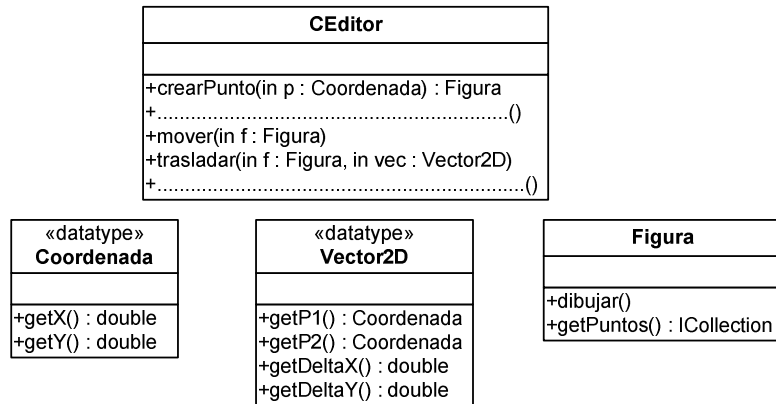 CEditor
+crearPunto(in p : Coordenada) : Figura
+............................................................()
+mover(in f : Figura)
+trasladar(in f : Figura, in vec : Vector2D)
+...............................................................()
«datatype»
Coordenada
+getX() : double
+getY() : double
«datatype»
Vector2D
+getP1() : Coordenada
+getP2() : Coordenada
+getDeltaX() : double
+getDeltaY() : double
Figura
+dibujar()
+getPuntos() : ICollection